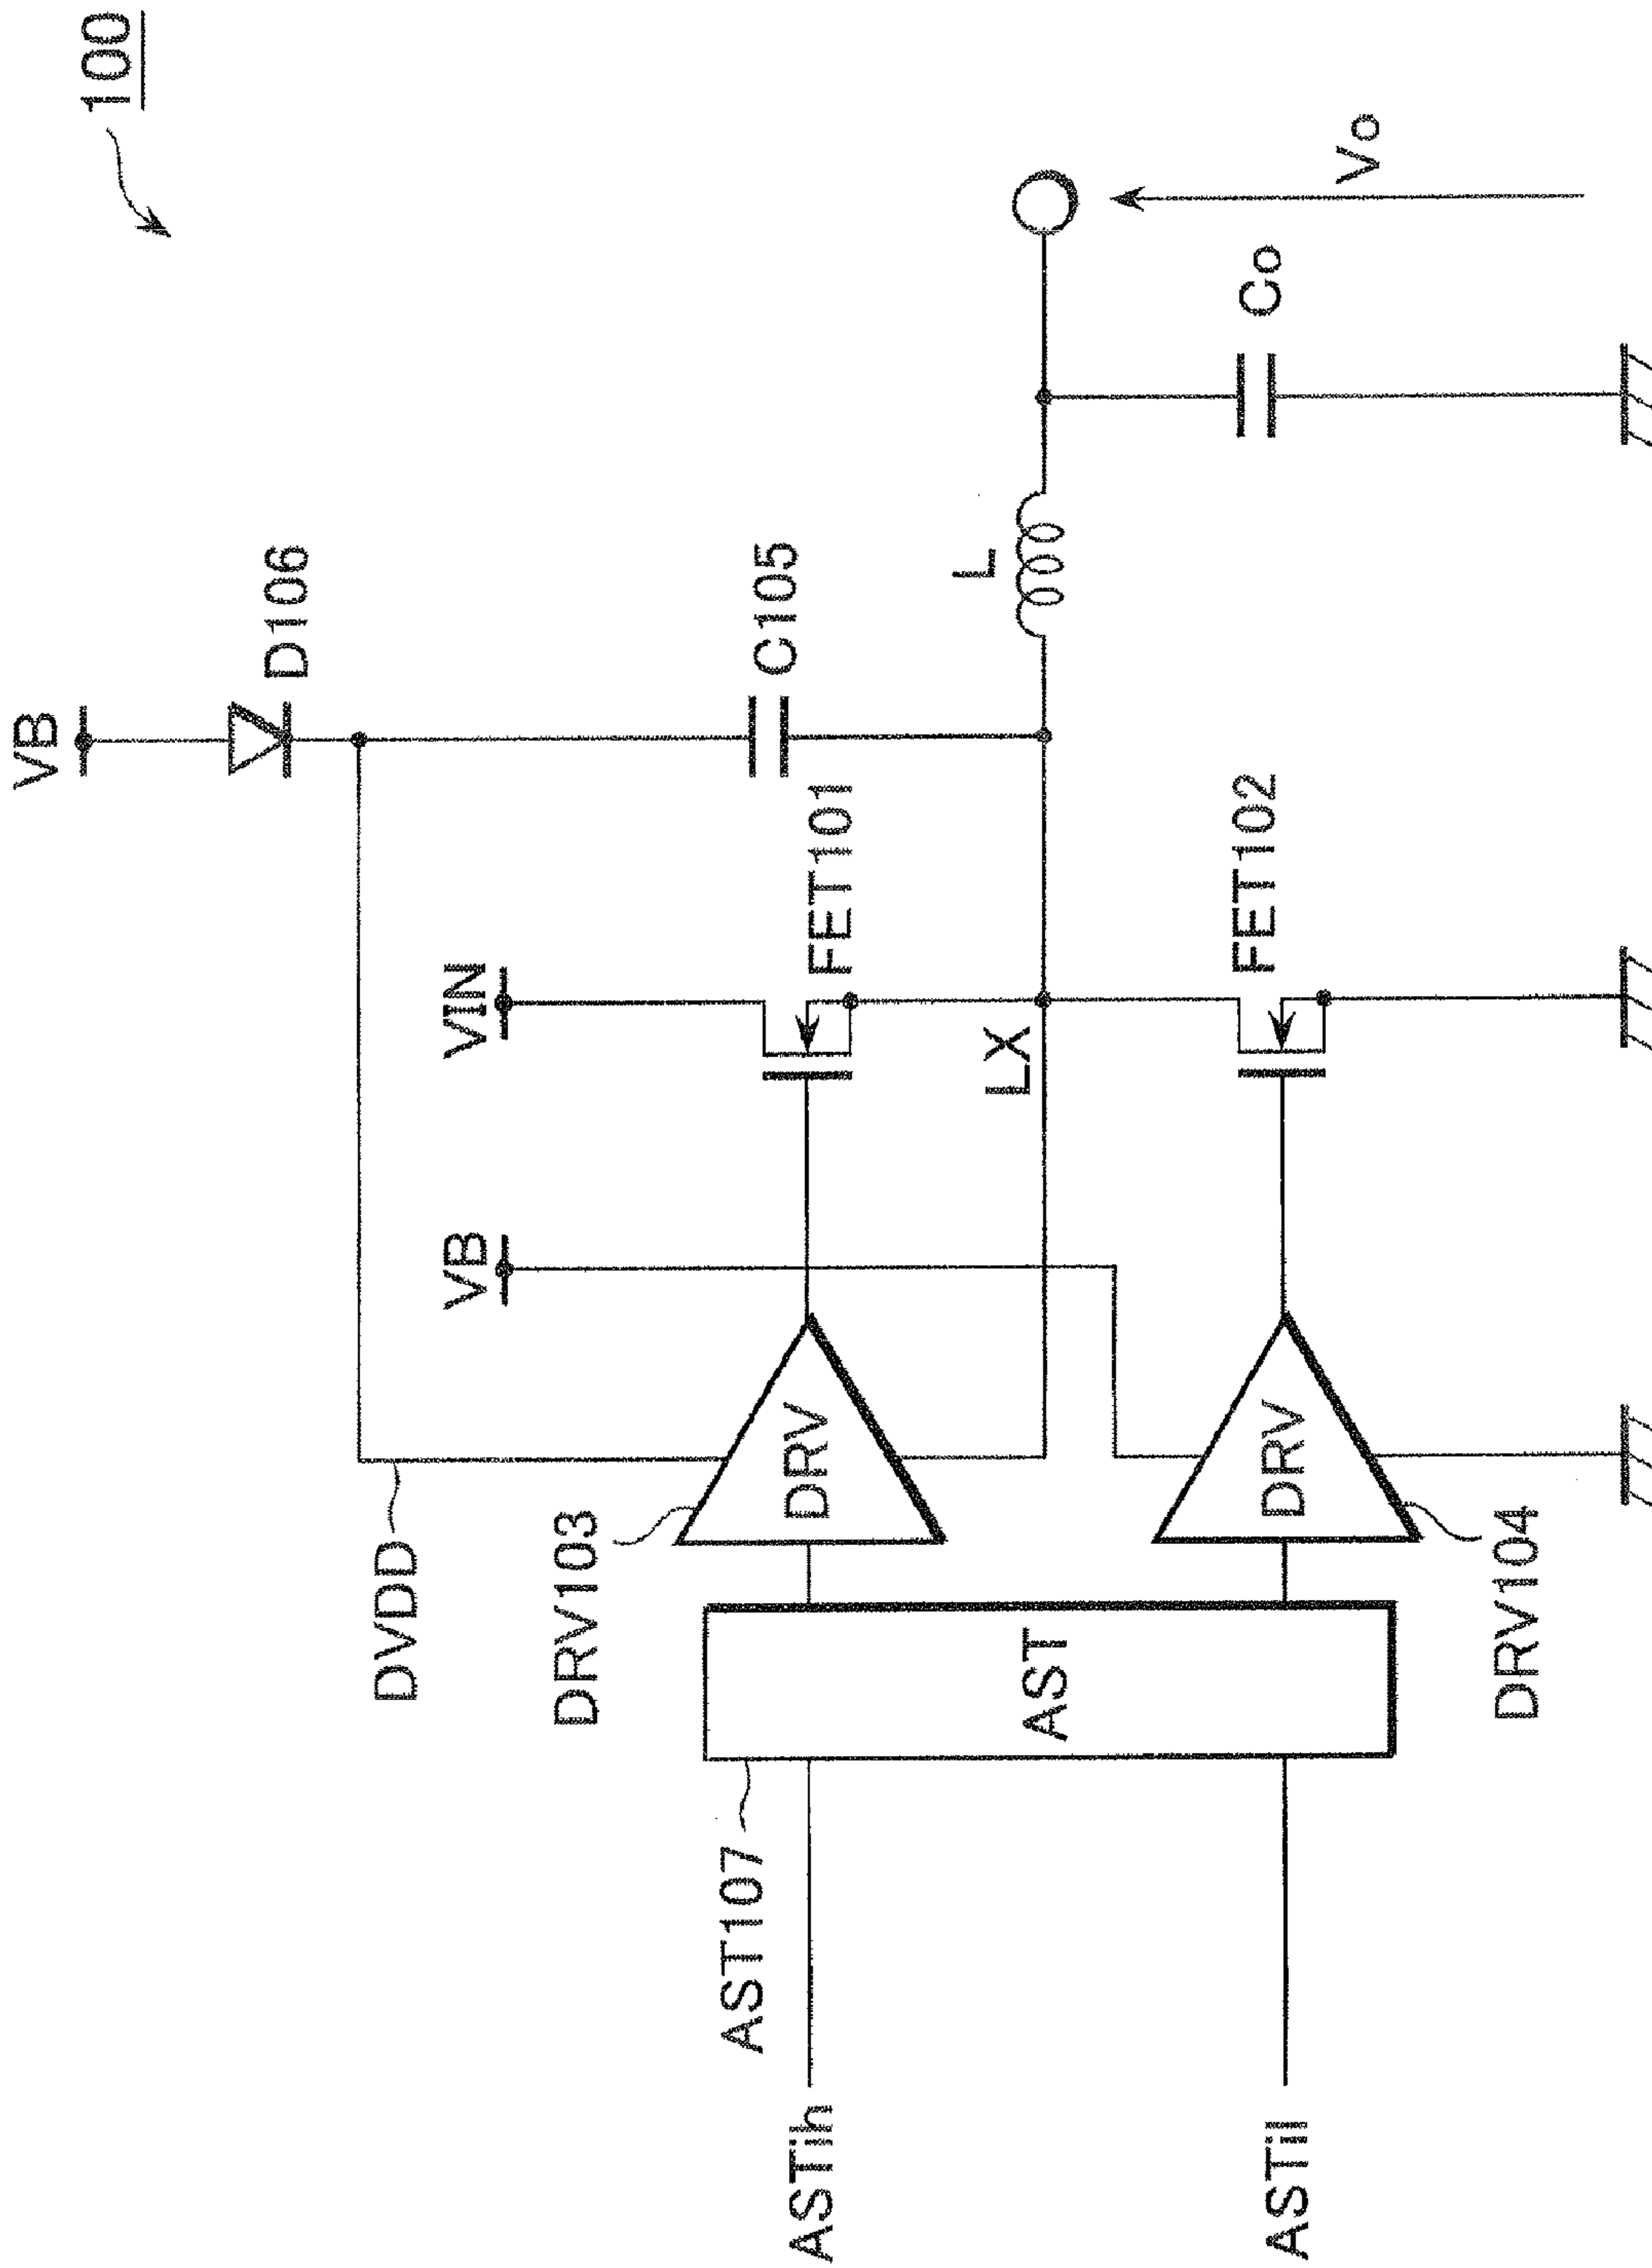 100
VB
D106
DVDD
VB
VIN
C105
DRV103
FET101
AST107
DRV
LX
L
ASTih
AST
Vo
Co
FET102
DRV
ASTil
DRV104